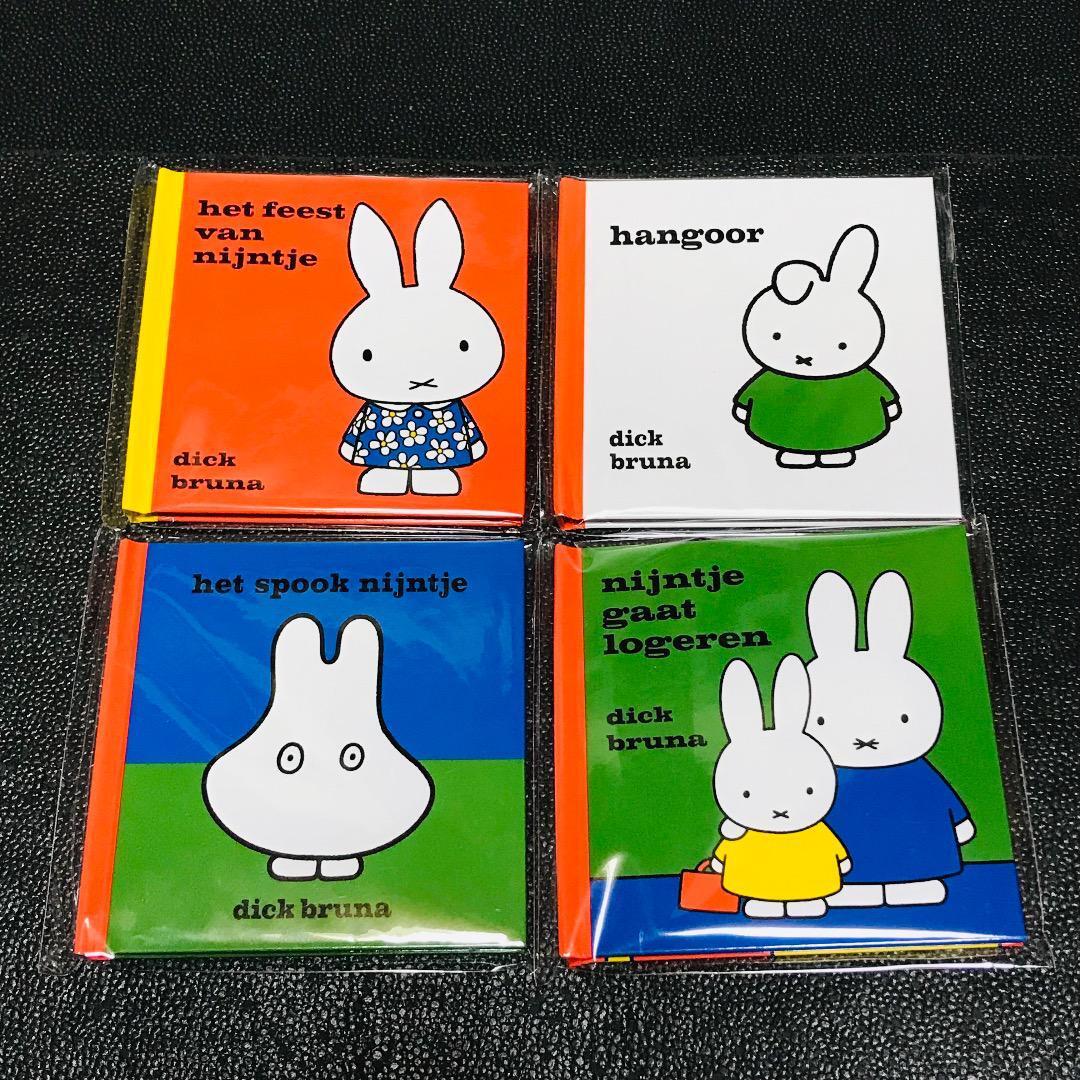 het feest
van
nijntje
dick
bruna
hangoor
dick
bruna
het spook nijntje
dick bruna
nijntje
gaat
logeren
dick
bruna